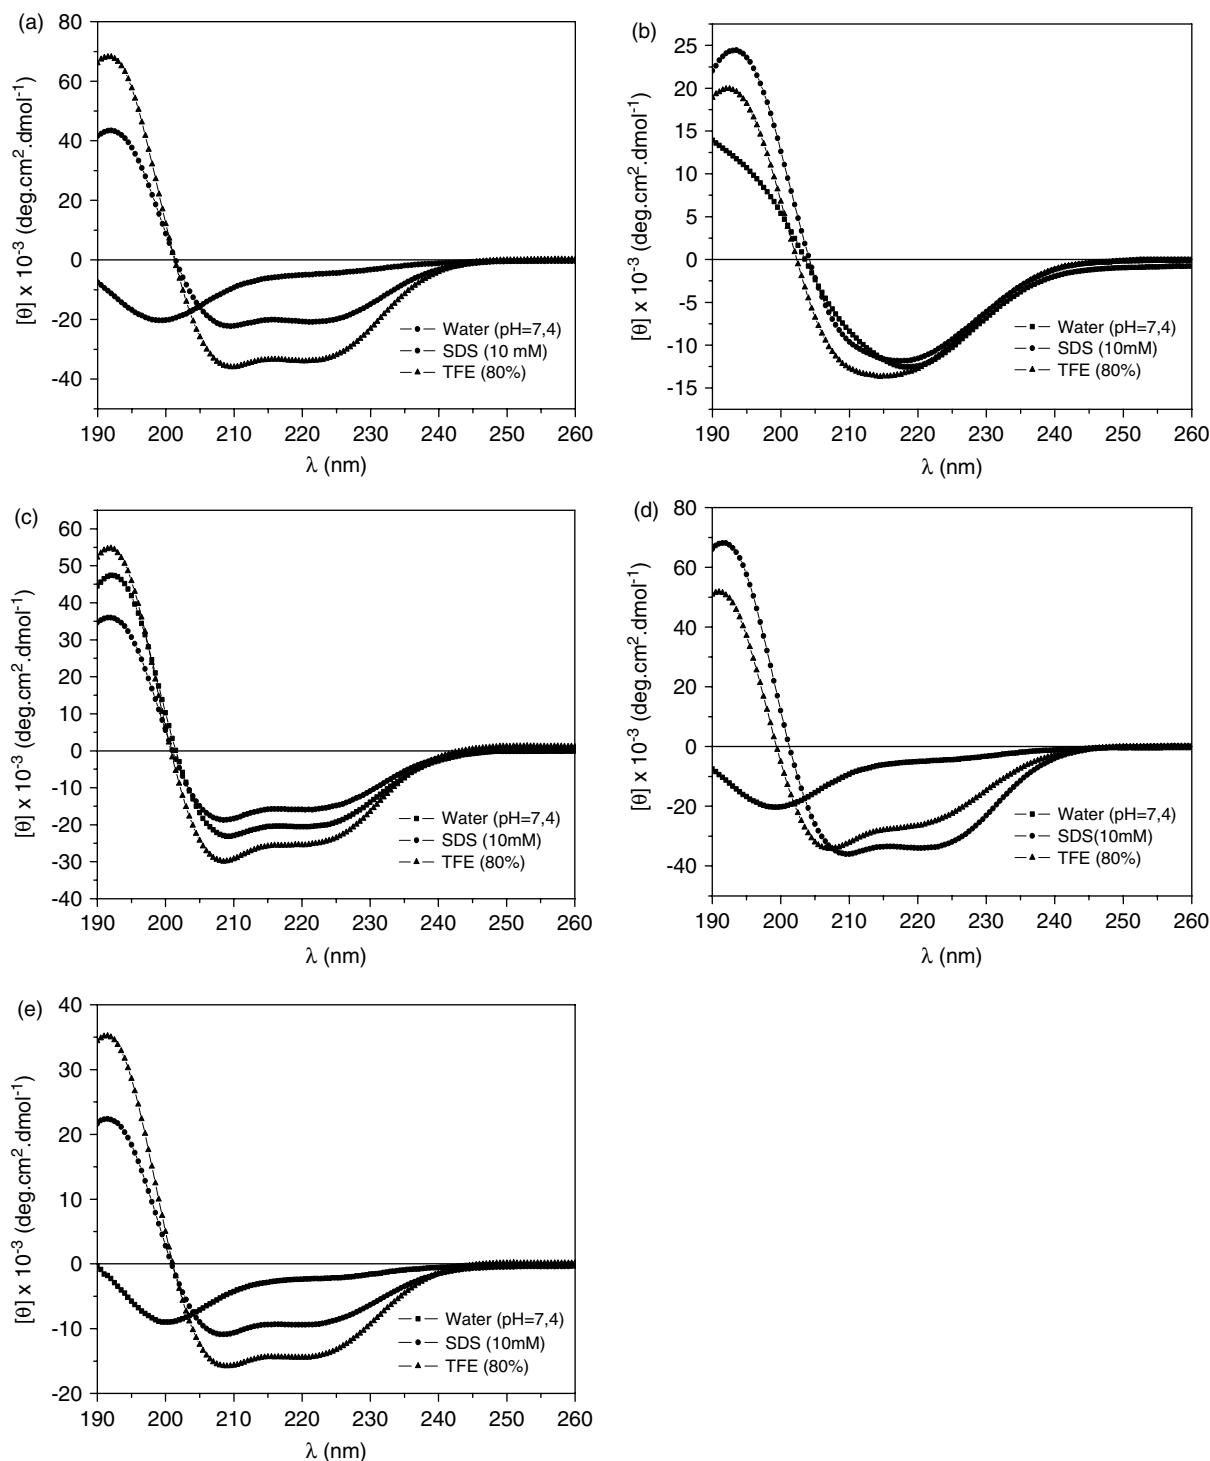 (a)
80
60
40
20
0
-20
-40
[θ] x 10-3 (deg.cm2.dmol-1)
Water (pH=7,4)
SDS (10 mM)
TFE (80%)
190 200 210 220 230 240 250 260
λ (nm)
(b)
25
20
15
10
5
0
-5
-10
-15
[θ] x 10-3 (deg.cm2.dmol-1)
Water (pH=7,4)
SDS (10mM)
TFE (80%)
190 200 210 220 230 240 250 260
λ (nm)
(c)
60
50
40
30
20
10
0
-10
-20
-30
-40
[θ] x 10-3 (deg.cm2.dmol-1)
Water (pH=7,4)
SDS (10mM)
TFE (80%)
190 200 210 220 230 240 250 260
λ (nm)
(d)
80
60
40
20
0
-20
-40
[θ] x 10-3 (deg.cm2.dmol-1)
Water (pH=7,4)
SDS(10mM)
TFE (80%)
190 200 210 220 230 240 250 260
λ (nm)
(e)
40
30
20
10
0
-10
-20
[θ] x 10-3 (deg.cm2.dmol-1)
Water (pH=7,4)
SDS (10mM)
TFE (80%)
190 200 210 220 230 240 250 260
λ (nm)